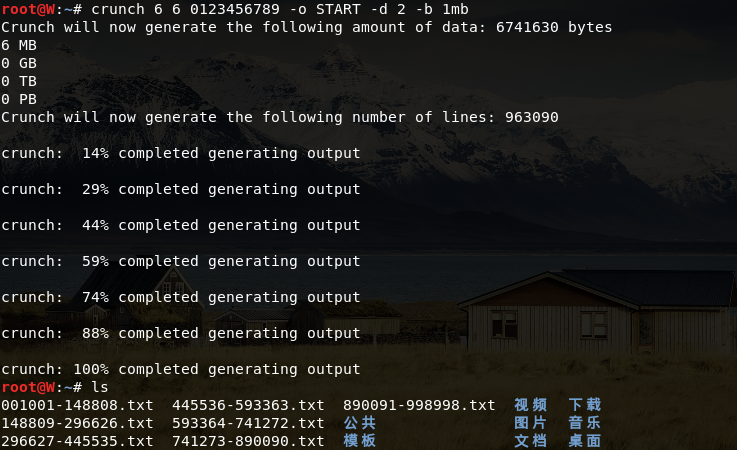 root@W:~# crunch 6 6 0123456789 -o START -d 2 -b 1mb
Crunch will now generate the following amount of data: 6741630 bytes
6 MB
0 GB
0 TB
0 PB
Crunch will now generate the following number of lines: 963090
crunch:  14% completed generating output
crunch:  29% completed generating output
crunch:  44% completed generating output
crunch:  59% completed generating output
crunch:  74% completed generating output
crunch:  88% completed generating output
crunch: 100% completed generating output
root@W:~# ls
001001-148808.txt  445536-593363.txt  890091-998998.txt  视频  下载
148809-296626.txt  593364-741272.txt  公共  图片  音乐
296627-445535.txt  741273-890090.txt  模板  文档  桌面